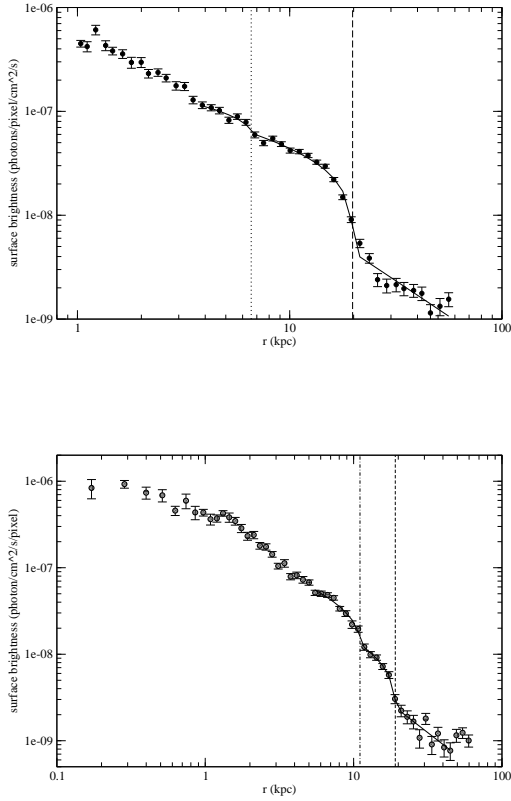 1e-06
1e-07
1e-08
1e-09
surface brightness (photons/pixel/cm^2/s)
1
10
100
r (kpc)
1e-06
1e-07
1e-08
1e-09
surface brightness (photon/cm^2/s/pixel)
0.1
1
10
100
r (kpc)